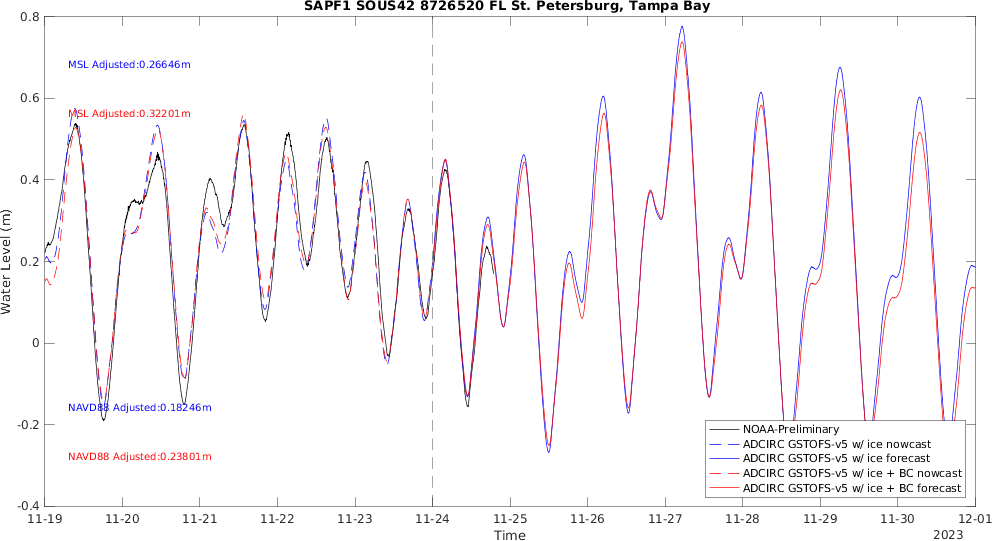 SAPF1 SOUS42 8726520 FL St. Petersburg, Tampa Bay
0.8
MSL Adjusted:0.26646m
0.6
MSL Adjusted:0.32201m
0.4
0.2
Water Level (m)
0
NAVD88 Adjusted:0.18246m
-0.2
NOAA-Preliminary
ADCIRC GSTOFS-v5 w/ ice nowcast
NAVD88 Adjusted:0.23801m
ADCIRC GSTOFS-v5 w/ ice forecast
ADCIRC GSTOFS-v5 w/ ice + BC nowcast
ADCIRC GSTOFS-v5 w/ ice + BC forecast
-0.4
11-19 11-20 11-21 11-22 11-23 11-24 11-25 11-26 11-27 11-28 11-29 11-30 12-01
Time
2023